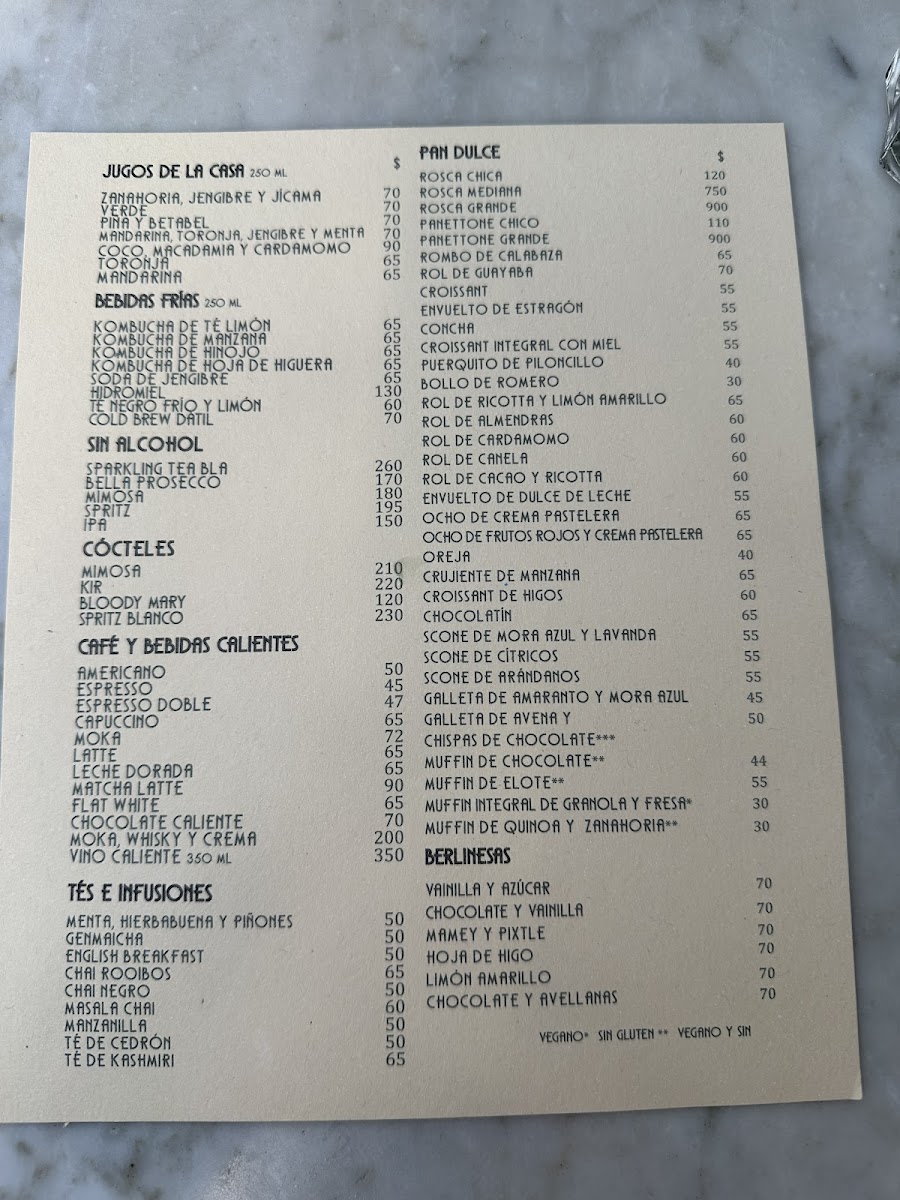 JUGOS DE LA CASA 250 ML $
ZANAHORIA, JENGIBRE Y JÍCAMA 70
VERDE 70
PIÑA Y BETABEL 70
MANDARINA, TORONJA, JENGIBRE Y MENTA 70
COCO, MACADAMIA Y CARDAMOMO 90
TORONJA 65
MANDARINA 65
BEBIDAS FRÍAS 250 ML
KOMBUCHA DE TÉ LIMÓN 65
KOMBUCHA DE MANZANA 65
KOMBUCHA DE HINOJO 65
KOMBUCHA DE HOJA DE HIGUERA 65
SODA DE JENGIBRE 65
HIDROMIEL 130
TÉ NEGRO FRÍO Y LIMÓN 60
COLD BREW DATIL 70
SIN ALCOHOL
SPARKLING TEA BLA 260
BELLA PROSECCO 170
MIMOSA 180
SPRITZ 195
IPA 150
CÓCTELES
MIMOSA 210
KIR 220
BLOODY MARY 120
SPRITZ BLANCO 230
CAFÉ Y BEBIDAS CALIENTES
AMERICANO 50
ESPRESSO 45
ESPRESSO DOBLE 47
CAPUCCINO 65
MOKA 72
LATTE 65
LECHE DORADA 65
MATCHA LATTE 90
FLAT WHITE 65
CHOCOLATE CALIENTE 70
MOKA, WHISKY Y CREMA 200
VINO CALIENTE 350 ML 350
TÉS E INFUSIONES
MENTA, HIERBABUENA Y PIÑONES 50
GENMAICHA 50
ENGLISH BREAKFAST 50
CHAI ROOIBOS 65
CHAI NEGRO 50
MASALA CHAI 60
MANZANILLA 50
TÉ DE CEDRÓN 50
TÉ DE KASHMIRI 65
PAN DULCE $
ROSCA CHICA 120
ROSCA MEDIANA 750
ROSCA GRANDE 900
PANETTONE CHICO 110
PANETTONE GRANDE 900
ROMBO DE CALABAZA 65
ROL DE GUAYABA 70
CROISSANT 55
ENVUELTO DE ESTRAGÓN 55
CONCHA 55
CROISSANT INTEGRAL CON MIEL 55
PUERQUITO DE PILONCILLO 40
BOLLO DE ROMERO 30
ROL DE RICOTTA Y LIMÓN AMARILLO 65
ROL DE ALMENDRAS 60
ROL DE CARDAMOMO 60
ROL DE CANELA 60
ROL DE CACAO Y RICOTTA 60
ENVUELTO DE DULCE DE LECHE 55
OCHO DE CREMA PASTELERA 65
OCHO DE FRUTOS ROJOS Y CREMA PASTELERA 65
OREJA 40
CRUJIENTE DE MANZANA 65
CROISSANT DE HIGOS 60
CHOCOLATÍN 65
SCONE DE MORA AZUL Y LAVANDA 55
SCONE DE CÍTRICOS 55
SCONE DE ARÁNDANOS 55
GALLETA DE AMARANTO Y MORA AZUL 45
GALLETA DE AVENA Y 50
CHISPAS DE CHOCOLATE***
MUFFIN DE CHOCOLATE** 44
MUFFIN DE ELOTE** 55
MUFFIN INTEGRAL DE GRANOLA Y FRESA* 30
MUFFIN DE QUINOA Y ZANAHORIA** 30
BERLINESAS
VAINILLA Y AZÚCAR 70
CHOCOLATE Y VAINILLA 70
MAMEY Y PIXTLE 70
HOJA DE HIGO 70
LIMÓN AMARILLO 70
CHOCOLATE Y AVELLANAS 70
VEGANO* SIN GLUTEN ** VEGANO Y SIN